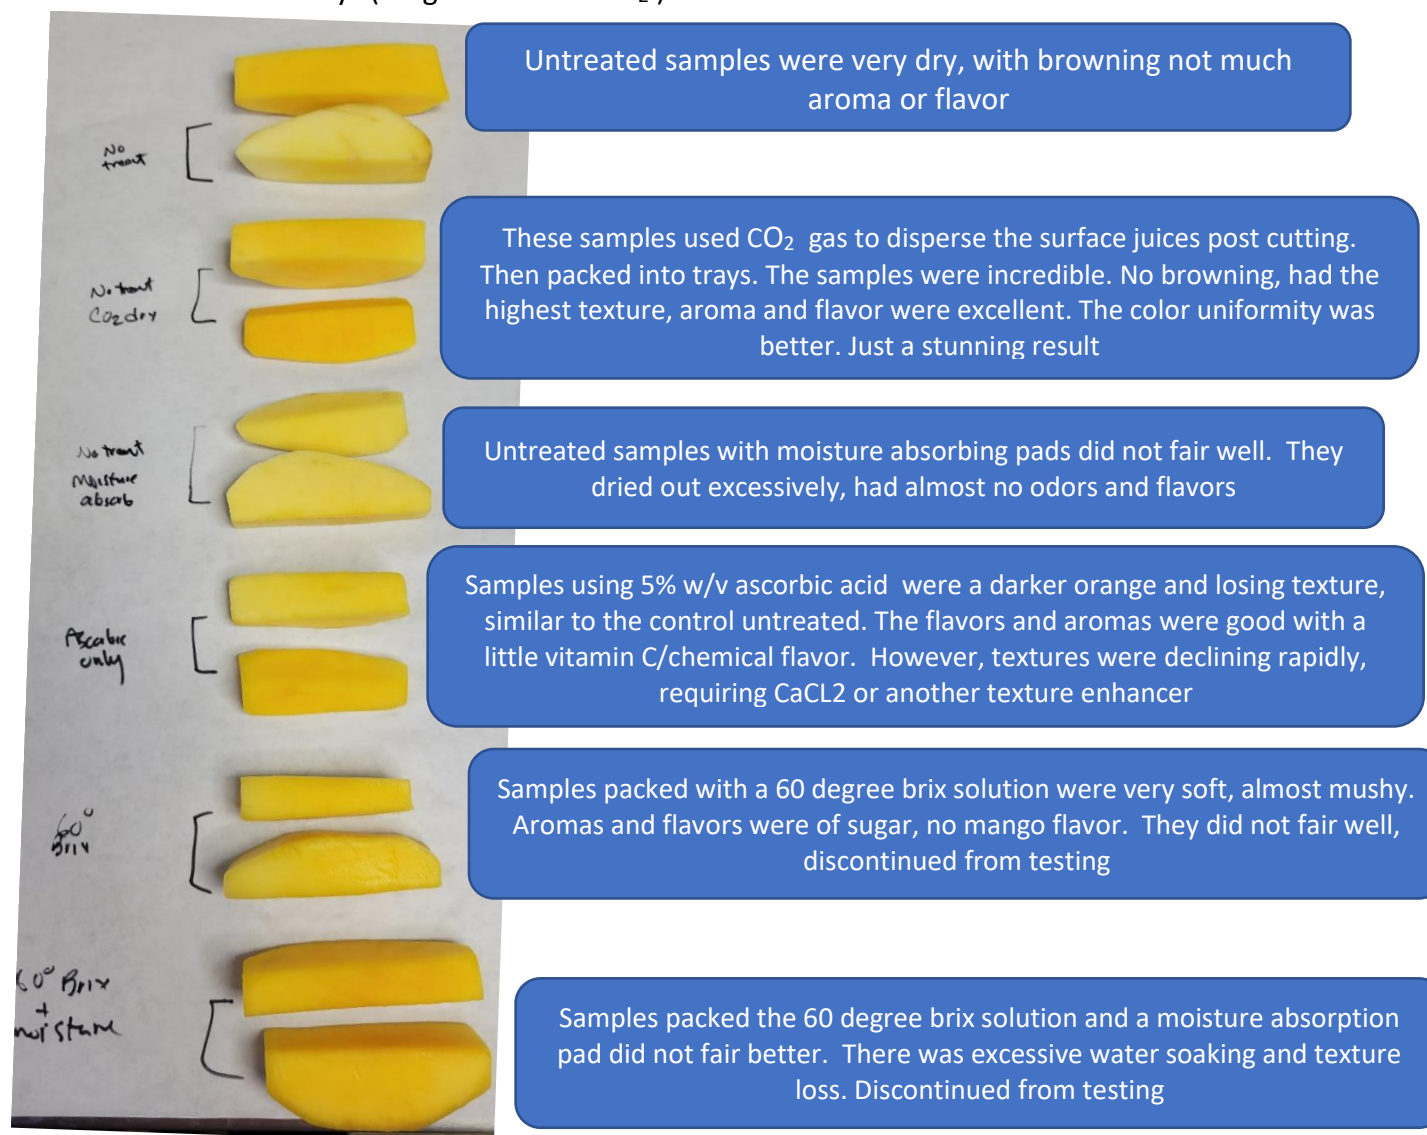 Untreated samples were very dry, with browning not much
aroma or flavor
No
treat
These samples used CO₂ gas to disperse the surface juices post cutting.
Then packed into trays. The samples were incredible. No browning, had the
highest texture, aroma and flavor were excellent. The color uniformity was
better. Just a stunning result
No treat
CO₂ dry
Untreated samples with moisture absorbing pads did not fair well. They
dried out excessively, had almost no odors and flavors
No treat
Moisture
absorb
Samples using 5% w/v ascorbic acid were a darker orange and losing texture,
similar to the control untreated. The flavors and aromas were good with a
little vitamin C/chemical flavor. However, textures were declining rapidly,
requiring CaCL2 or another texture enhancer
Ascorbic
only
Samples packed with a 60 degree brix solution were very soft, almost mushy.
Aromas and flavors were of sugar, no mango flavor. They did not fair well,
discontinued from testing
60°
Brix
60° Brix
+
moisture
Samples packed the 60 degree brix solution and a moisture absorption
pad did not fair better. There was excessive water soaking and texture
loss. Discontinued from testing